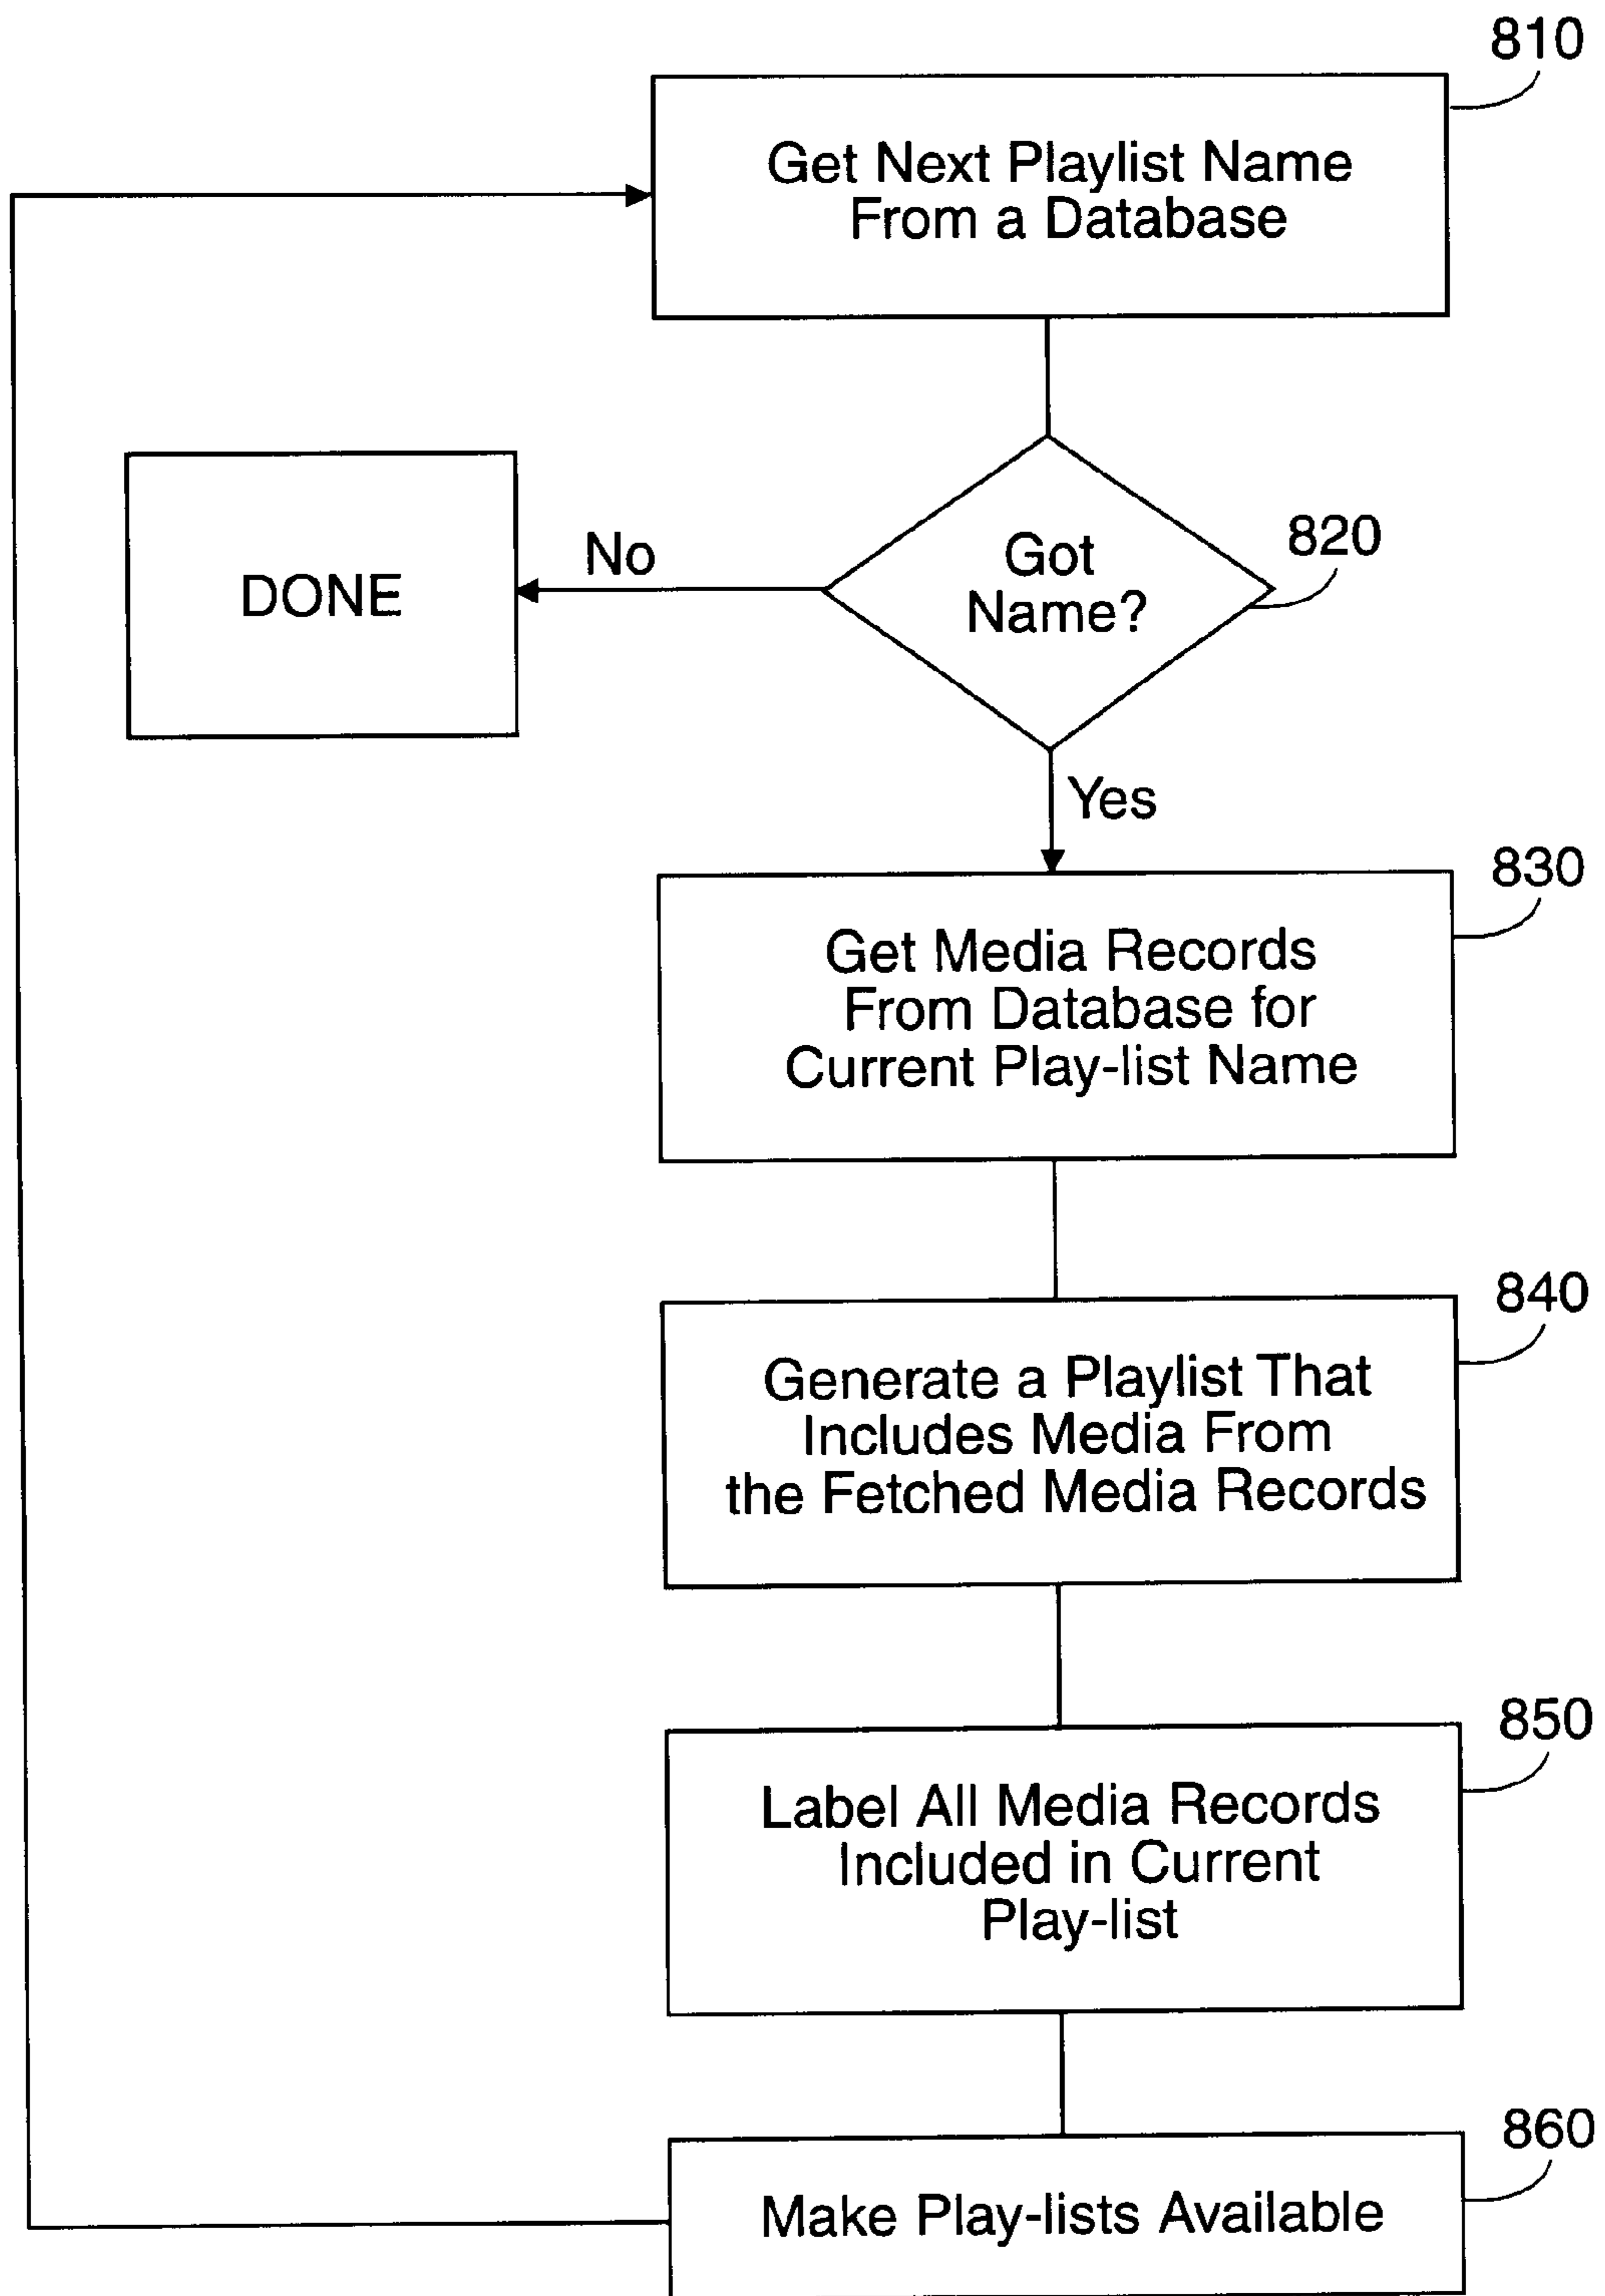 810
Get Next Playlist Name
From a Database
DONE
No
Got
Name?
820
Yes
830
Get Media Records
From Database for
Current Play-list Name
840
Generate a Playlist That
Includes Media From
the Fetched Media Records
850
Label All Media Records
Included in Current
Play-list
860
Make Play-lists Available